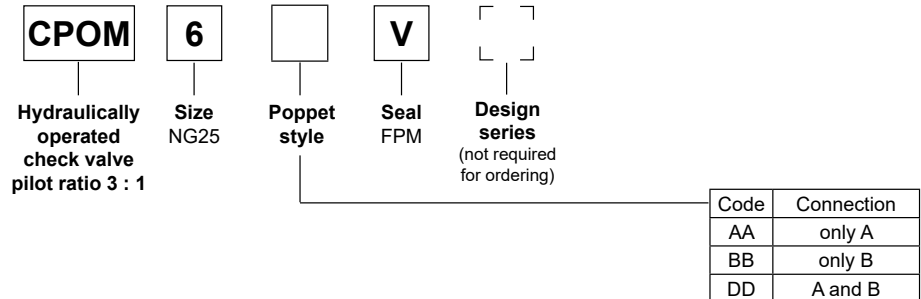 CPOM 6 V
Hydraulically
operated
check valve
pilot ratio 3 : 1
Size
NG25
Poppet
style
Seal
FPM
Design
series
(not required
for ordering)
Code Connection
AA only A
BB only B
DD A and B